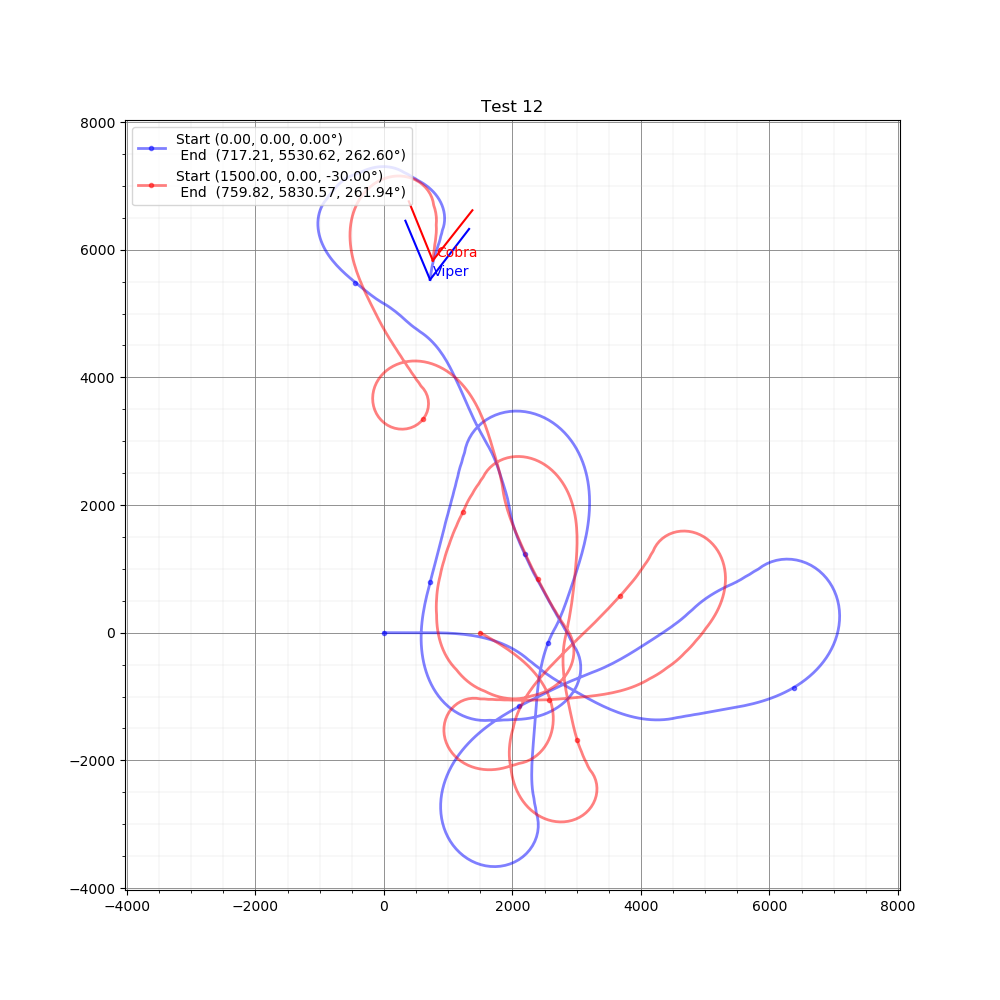 Test 12
Start (0.00, 0.00, 0.00°)
End (717.21, 5530.62, 262.60°)
Start (1500.00, 0.00, -30.00°)
End (759.82, 5830.57, 261.94°)
Cobra
Viper
8000
6000
4000
2000
0
−2000
−4000
−4000
−2000
0
2000
4000
6000
8000